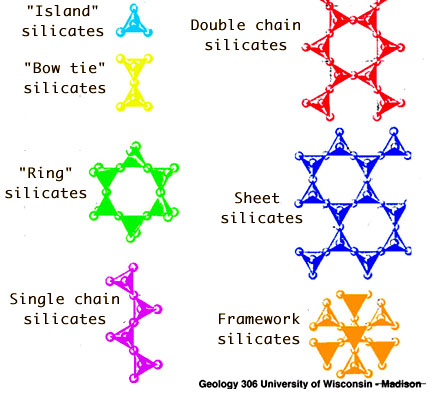 "Island"
silicates
"Bow tie"
silicates
"Ring"
silicates
Single chain
silicates
Double chain
silicates
Sheet
silicates
Framework
silicates
Geology 306 University of Wisconsin - Madison